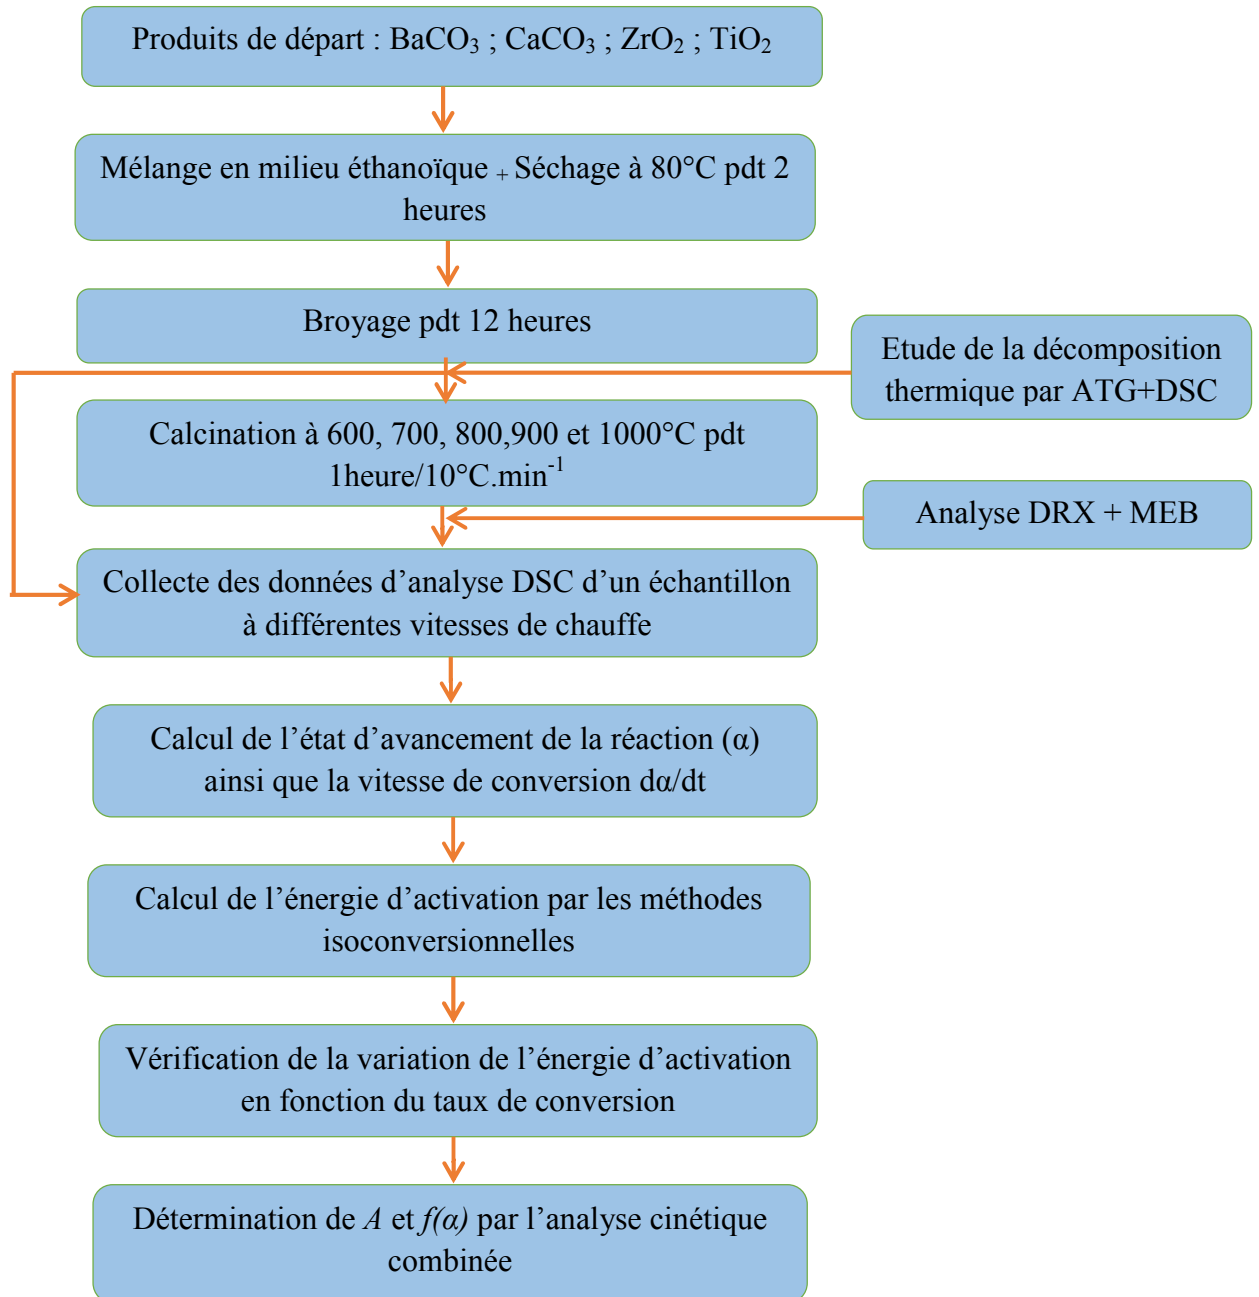 Produits de départ : BaCO₃ ; CaCO₃ ; ZrO₂ ; TiO₂
Mélange en milieu éthanoïque + Séchage à 80°C pdt 2
heures
Broyage pdt 12 heures
Etude de la décomposition
thermique par ATG+DSC
Calcination à 600, 700, 800,900 et 1000°C pdt
1heure/10°C.min⁻¹
Analyse DRX + MEB
Collecte des données d’analyse DSC d’un échantillon
à différentes vitesses de chauffe
Calcul de l’état d’avancement de la réaction (α)
ainsi que la vitesse de conversion dα/dt
Calcul de l’énergie d’activation par les méthodes
isoconversionnelles
Vérification de la variation de l’énergie d’activation
en fonction du taux de conversion
Détermination de A et f(α) par l’analyse cinétique
combinée